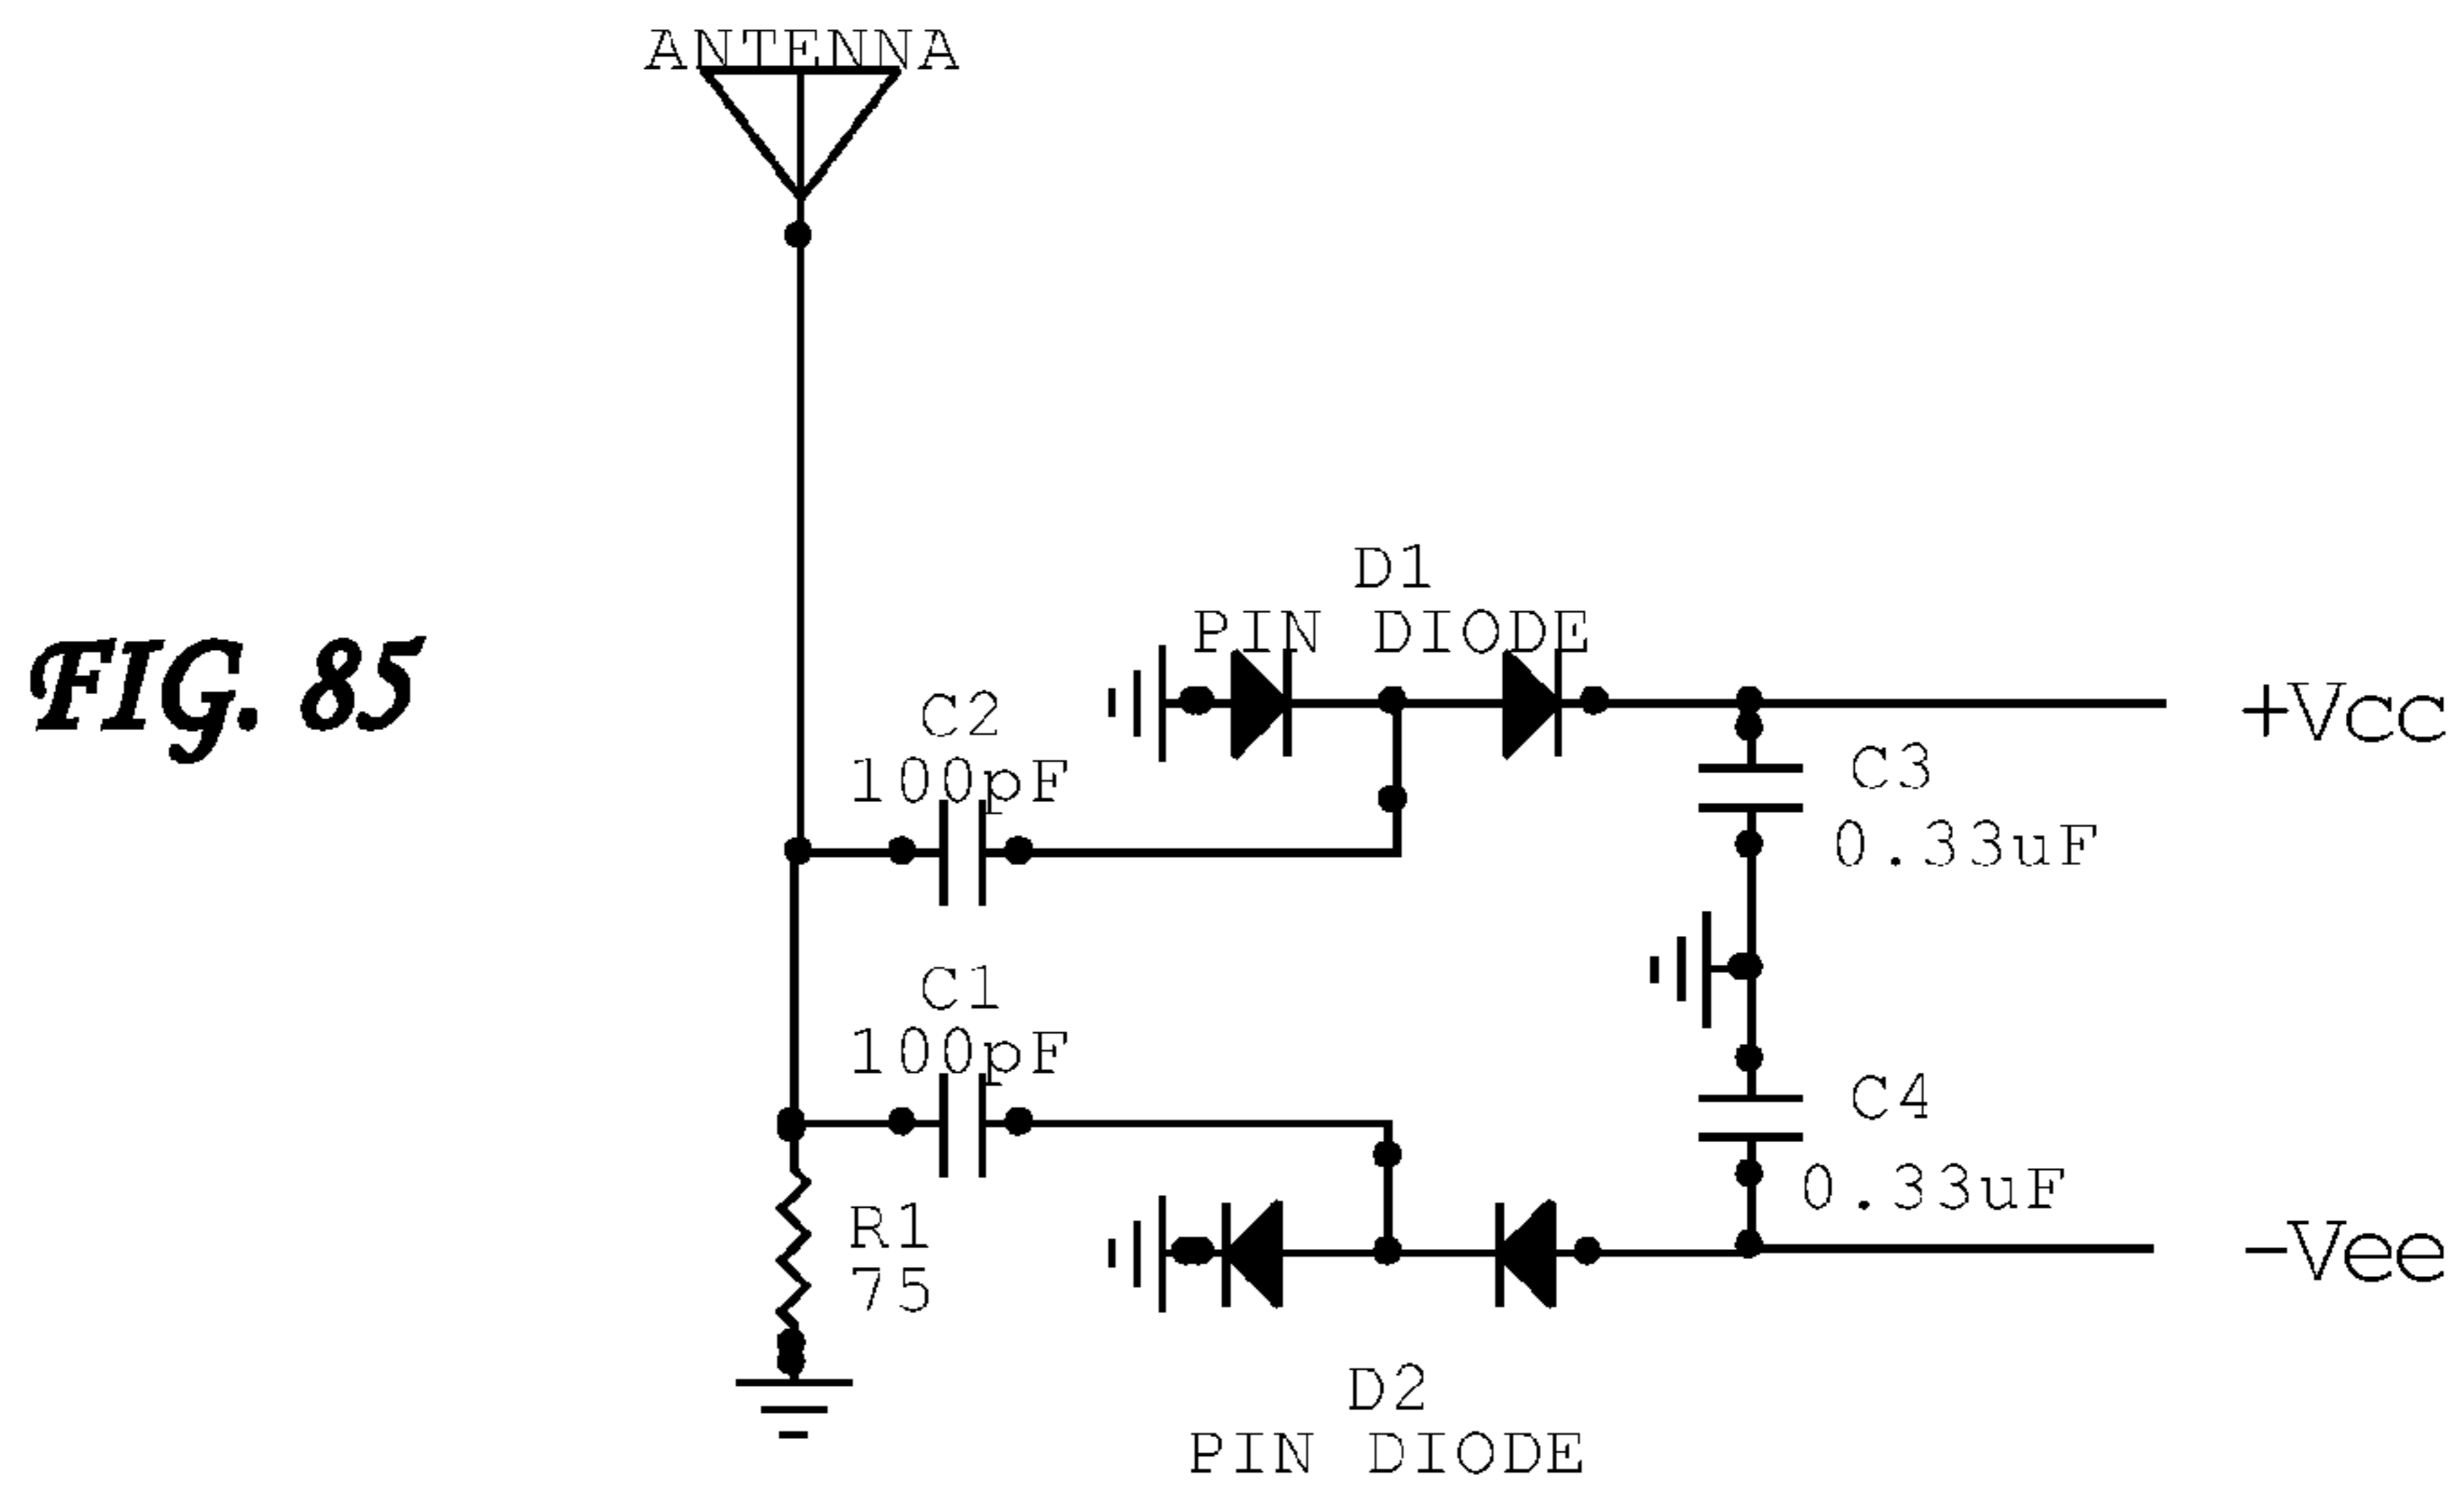 ANTENNA
FIG. 85
D1
PIN DIODE
+Vcc
C2
100pF
C3
0.33uF
C1
100pF
C4
0.33uF
R1
75
-Vee
D2
PIN DIODE